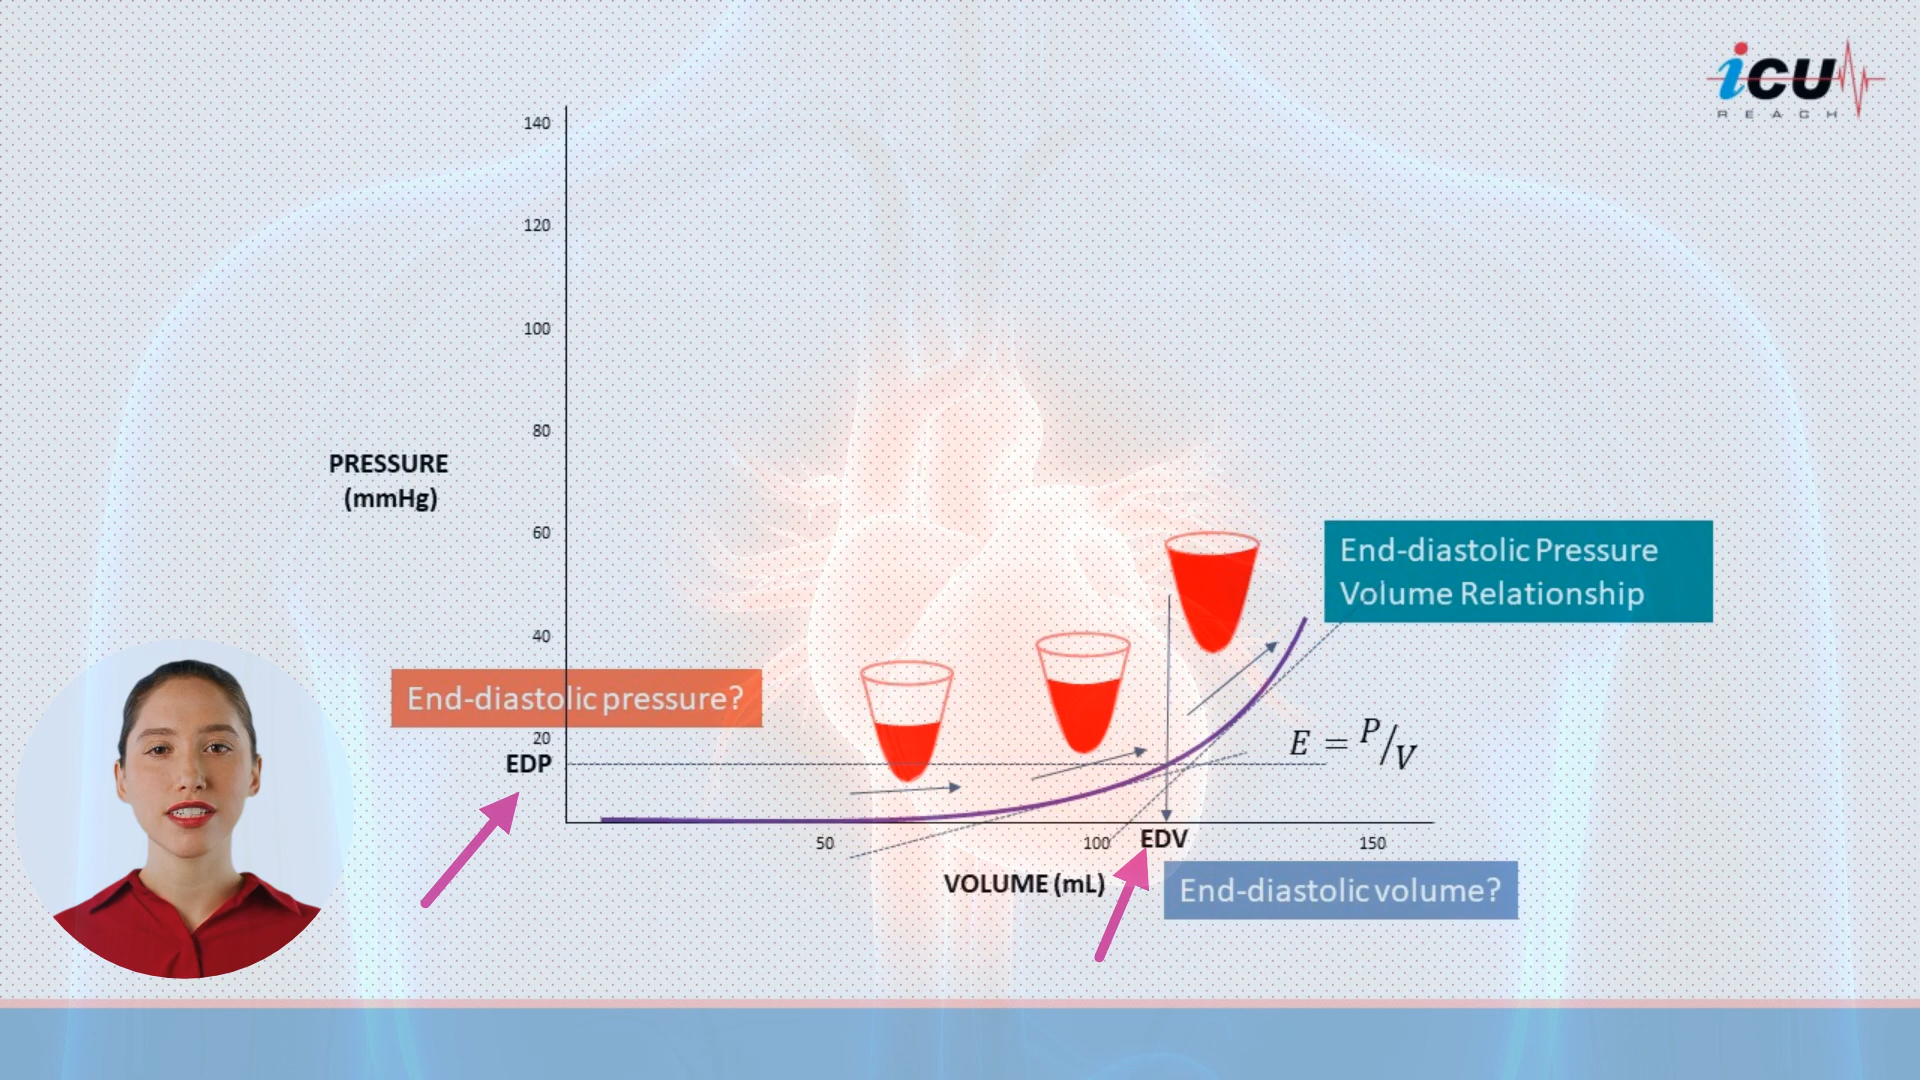 iCU
REACH
140
120
100
80
PRESSURE
(mmHg)
60
End-diastolic Pressure
Volume Relationship
40
End-diastolic pressure?
20
E = P/V
EDP
50
100
EDV
150
VOLUME (mL)
End-diastolic volume?